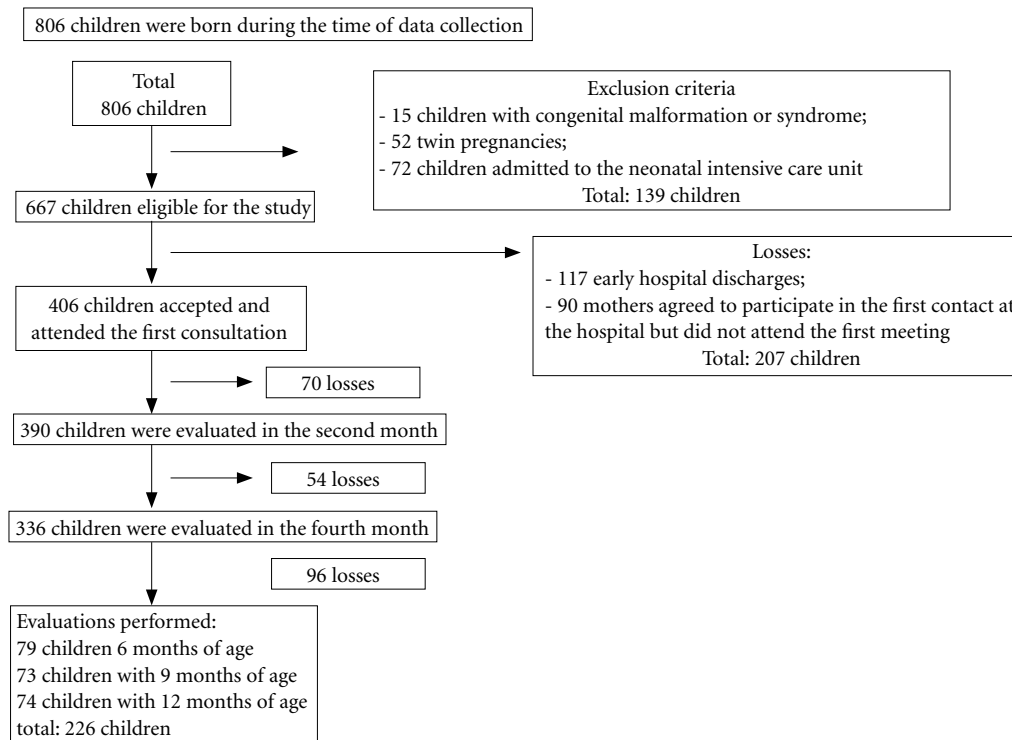 806 children were born during the time of data collection
Total
806 children
Exclusion criteria
- 15 children with congenital malformation or syndrome;
- 52 twin pregnancies;
- 72 children admitted to the neonatal intensive care unit
Total: 139 children
667 children eligible for the study
Losses:
- 117 early hospital discharges;
- 90 mothers agreed to participate in the first contact at
the hospital but did not attend the first meeting
Total: 207 children
406 children accepted and
attended the first consultation
70 losses
390 children were evaluated in the second month
54 losses
336 children were evaluated in the fourth month
96 losses
Evaluations performed:
79 children 6 months of age
73 children with 9 months of age
74 children with 12 months of age
total: 226 children